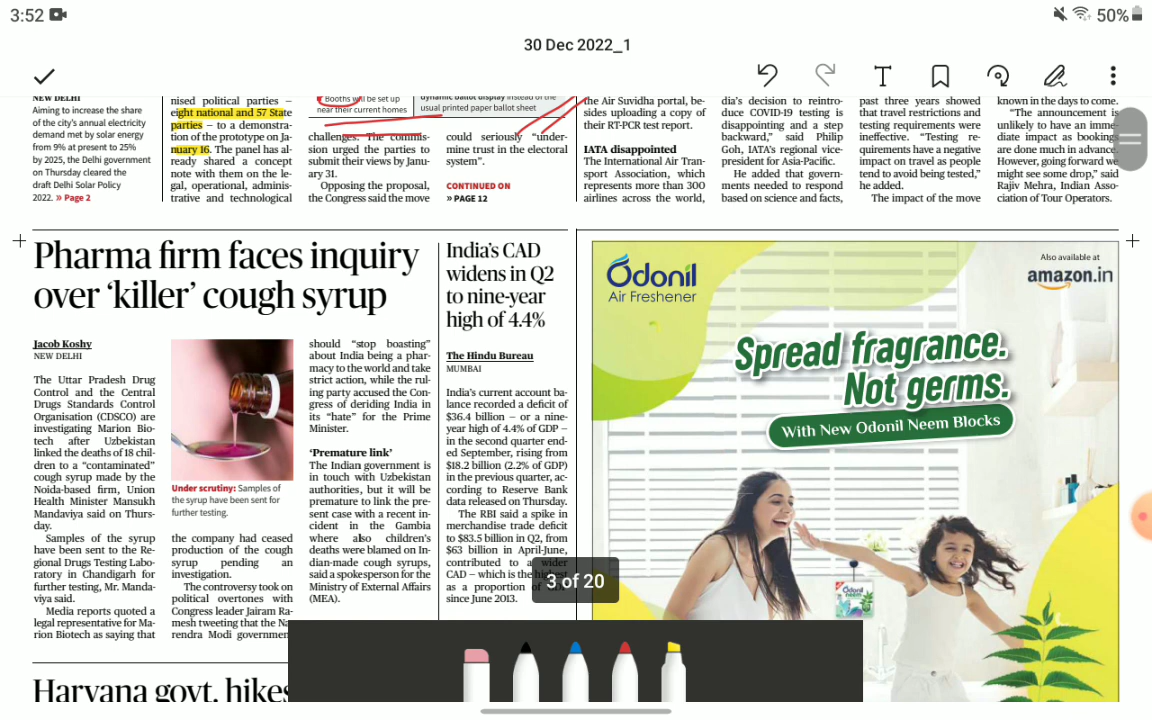 3:52
50%
30 Dec 2022_1
NEW DELHI
Aiming to increase the share
of the city's annual electricity
demand met by solar energy
from 9% at present to 25%
by 2025, the Delhi government
on Thursday cleared the
draft Delhi Solar Policy
2022. » Page 2
nised political parties –
eight national and 57 State
parties – to a demonstra-
tion of the prototype on Ja-
nuary 16. The panel has al-
ready shared a concept
note with them on the le-
gal, operational, adminis-
trative and technological
Booths will be set up
near their current homes
challenges. The commis-
sion urged the parties to
submit their views by Janu-
ary 31.
Opposing the proposal,
the Congress said the move
dynamic ballot display instead of the
usual printed paper ballot sheet
could seriously “under-
mine trust in the electoral
system”.
CONTINUED ON
» PAGE 12
the Air Suvidha portal, be-
sides uploading a copy of
their RT-PCR test report.
IATA disappointed
The International Air Tran-
sport Association, which
represents more than 300
airlines across the world,
dia's decision to reintro-
duce COVID-19 testing is
disappointing and a step
backward,” said Philip
Goh, IATA's regional vice-
president for Asia-Pacific.
He added that govern-
ments needed to respond
based on science and facts,
past three years showed
that travel restrictions and
testing requirements were
ineffective. “Testing re-
quirements have a negative
impact on travel as people
tend to avoid being tested,”
he added.
The impact of the move
known in the days to come.
“The announcement is
unlikely to have an imme-
diate impact as bookings
are done much in advance.
However, going forward we
might see some drop,” said
Rajiv Mehra, Indian Asso-
ciation of Tour Operators.
Pharma firm faces inquiry
over ‘killer’ cough syrup
Jacob Koshy
NEW DELHI
The Uttar Pradesh Drug
Control and the Central
Drugs Standards Control
Organisation (CDSCO) are
investigating Marion Bio-
tech after Uzbekistan
linked the deaths of 18 chil-
dren to a “contaminated”
cough syrup made by the
Noida-based firm, Union
Health Minister Mansukh
Mandaviya said on Thurs-
day.
Samples of the syrup
have been sent to the Re-
gional Drugs Testing Labo-
ratory in Chandigarh for
further testing, Mr. Manda-
viya said.
Media reports quoted a
legal representative for Ma-
rion Biotech as saying that
Under scrutiny: Samples of
the syrup have been sent for
further testing.
the company had ceased
production of the cough
syrup pending an
investigation.
The controversy took on
political overtones with
Congress leader Jairam Ra-
mesh tweeting that the Na-
rendra Modi government
should “stop boasting”
about India being a phar-
macy to the world and take
strict action, while the rul-
ing party accused the Con-
gress of deriding India in
its “hate” for the Prime
Minister.
‘Premature link’
The Indian government is
in touch with Uzbekistan
authorities, but it will be
premature to link the pre-
sent case with a recent in-
cident in the Gambia
where also children's
deaths were blamed on In-
dian-made cough syrups,
said a spokesperson for the
Ministry of External Affairs
(MEA).
India's CAD
widens in Q2
to nine-year
high of 4.4%
The Hindu Bureau
MUMBAI
India's current account ba-
lance recorded a deficit of
$36.4 billion – or a nine-
year high of 4.4% of GDP –
in the second quarter end-
ed September, rising from
$18.2 billion (2.2% of GDP)
in the previous quarter, ac-
cording to Reserve Bank
data released on Thursday.
The RBI said a spike in
merchandise trade deficit
to $83.5 billion in Q2, from
$63 billion in April-June,
contributed to a wider
CAD – which is the highest
as a proportion of
since June 2013.
3 of 20
Odonil
Air Freshener
Also available at
amazon.in
Spread fragrance.
Not germs.
With New Odonil Neem Blocks
Odonil
neem
Haryana govt. hikes